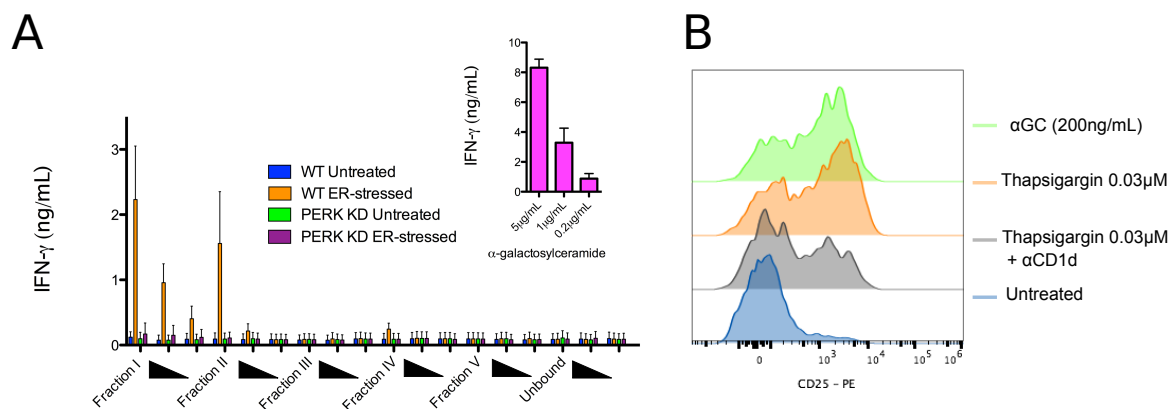 A
IFN-γ (ng/mL)
3
2
1
0
WT Untreated
WT ER-stressed
PERK KD Untreated
PERK KD ER-stressed
Fraction I
Fraction II
Fraction III
Fraction IV
Fraction V
Unbound
IFN-γ (ng/mL)
10
8
6
4
2
0
5μg/mL
1μg/mL
0.2μg/mL
α-galactosylceramide
B
αGC (200ng/mL)
Thapsigargin 0.03μM
Thapsigargin 0.03μM
+ αCD1d
Untreated
0 10³ 10⁴ 10⁵ 10⁶
CD25 - PE